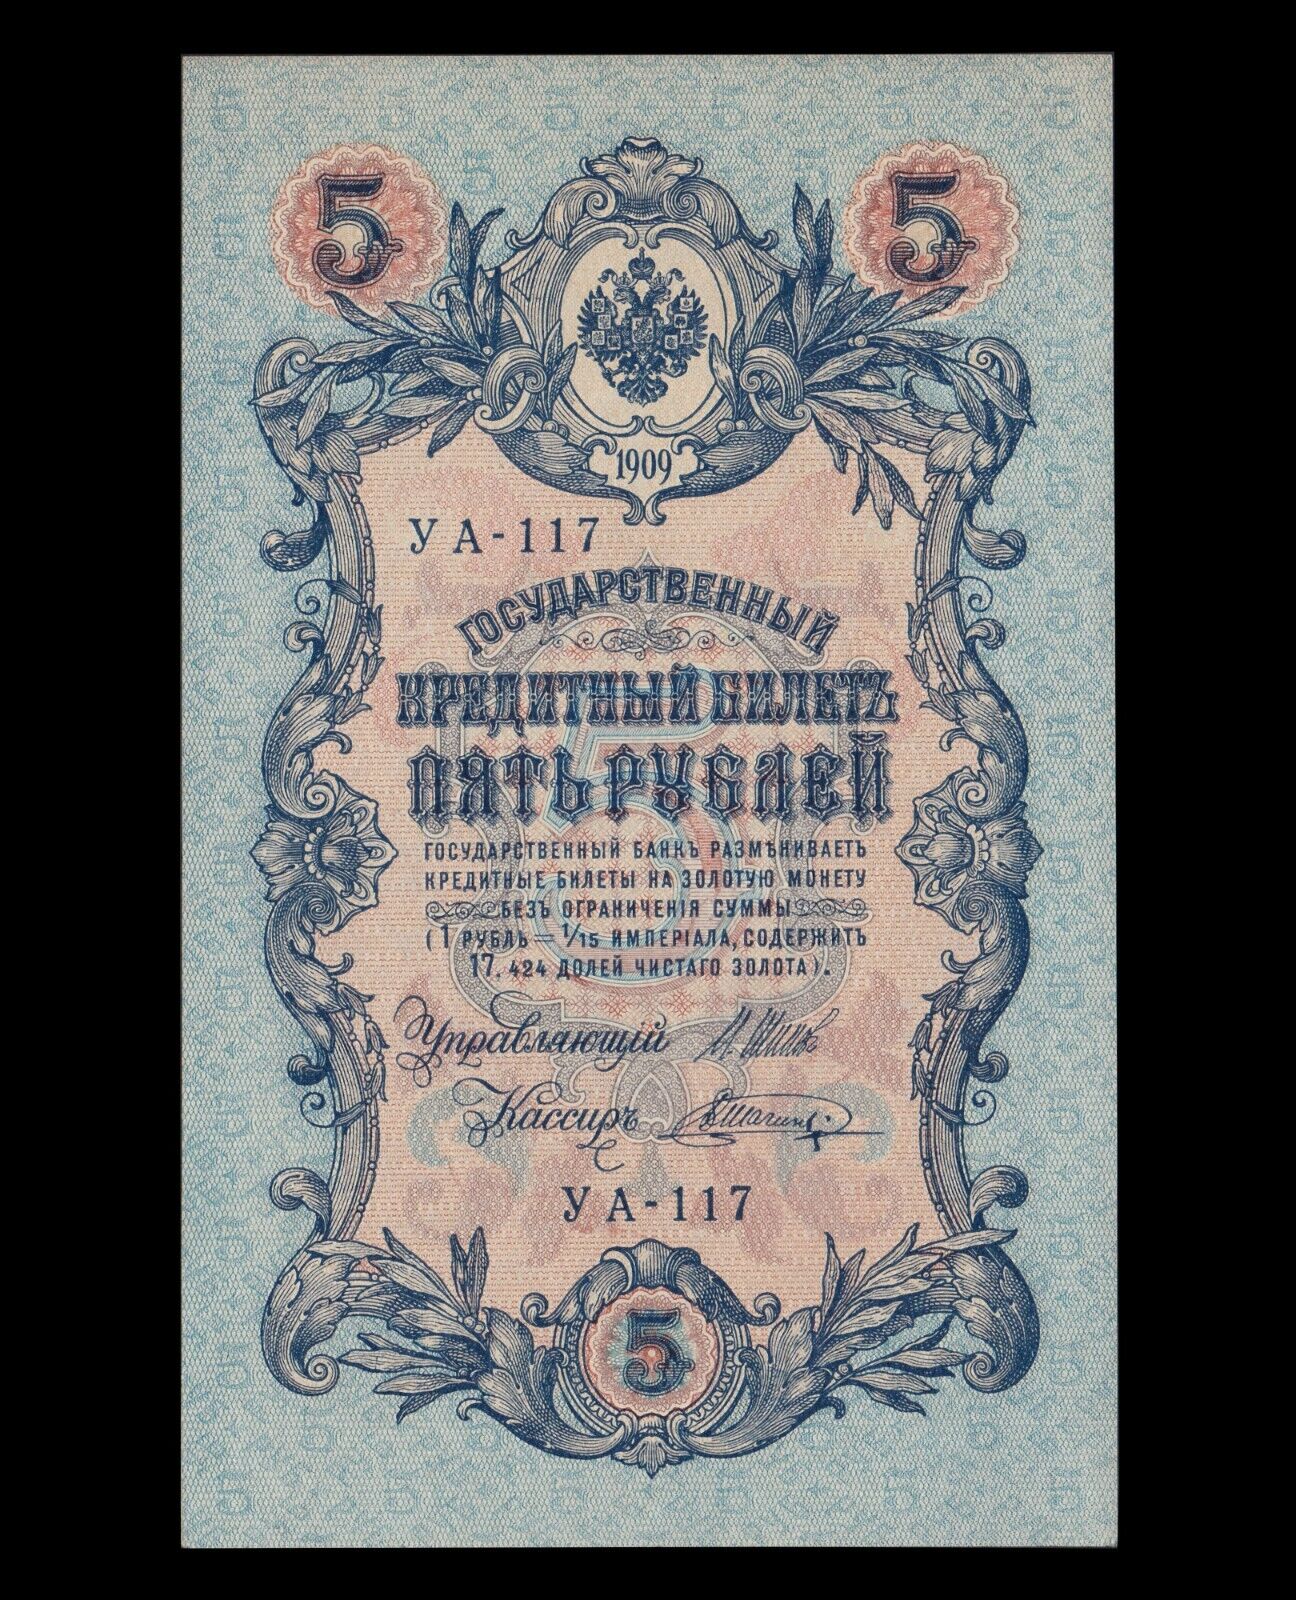 5 5
1909
УА-117
ГОСУДАРСТВЕННЫЙ
КРЕДИТНЫЙ БИЛЕТЪ
ПЯТЬ РУБЛЕЙ
5
ГОСУДАРСТВЕННЫЙ БАНКЪ РАЗМѢНИВАЕТЪ
КРЕДИТНЫЕ БИЛЕТЫ НА ЗОЛОТУЮ МОНЕТУ
БЕЗЪ ОГРАНИЧЕНІЯ СУММЫ
(1 РУБЛЬ = 1/15 ИМПЕРІАЛА, СОДЕРЖИТЪ
17.424 ДОЛЕЙ ЧИСТАГО ЗОЛОТА).
Управляющій
Кассиръ
УА-117
5